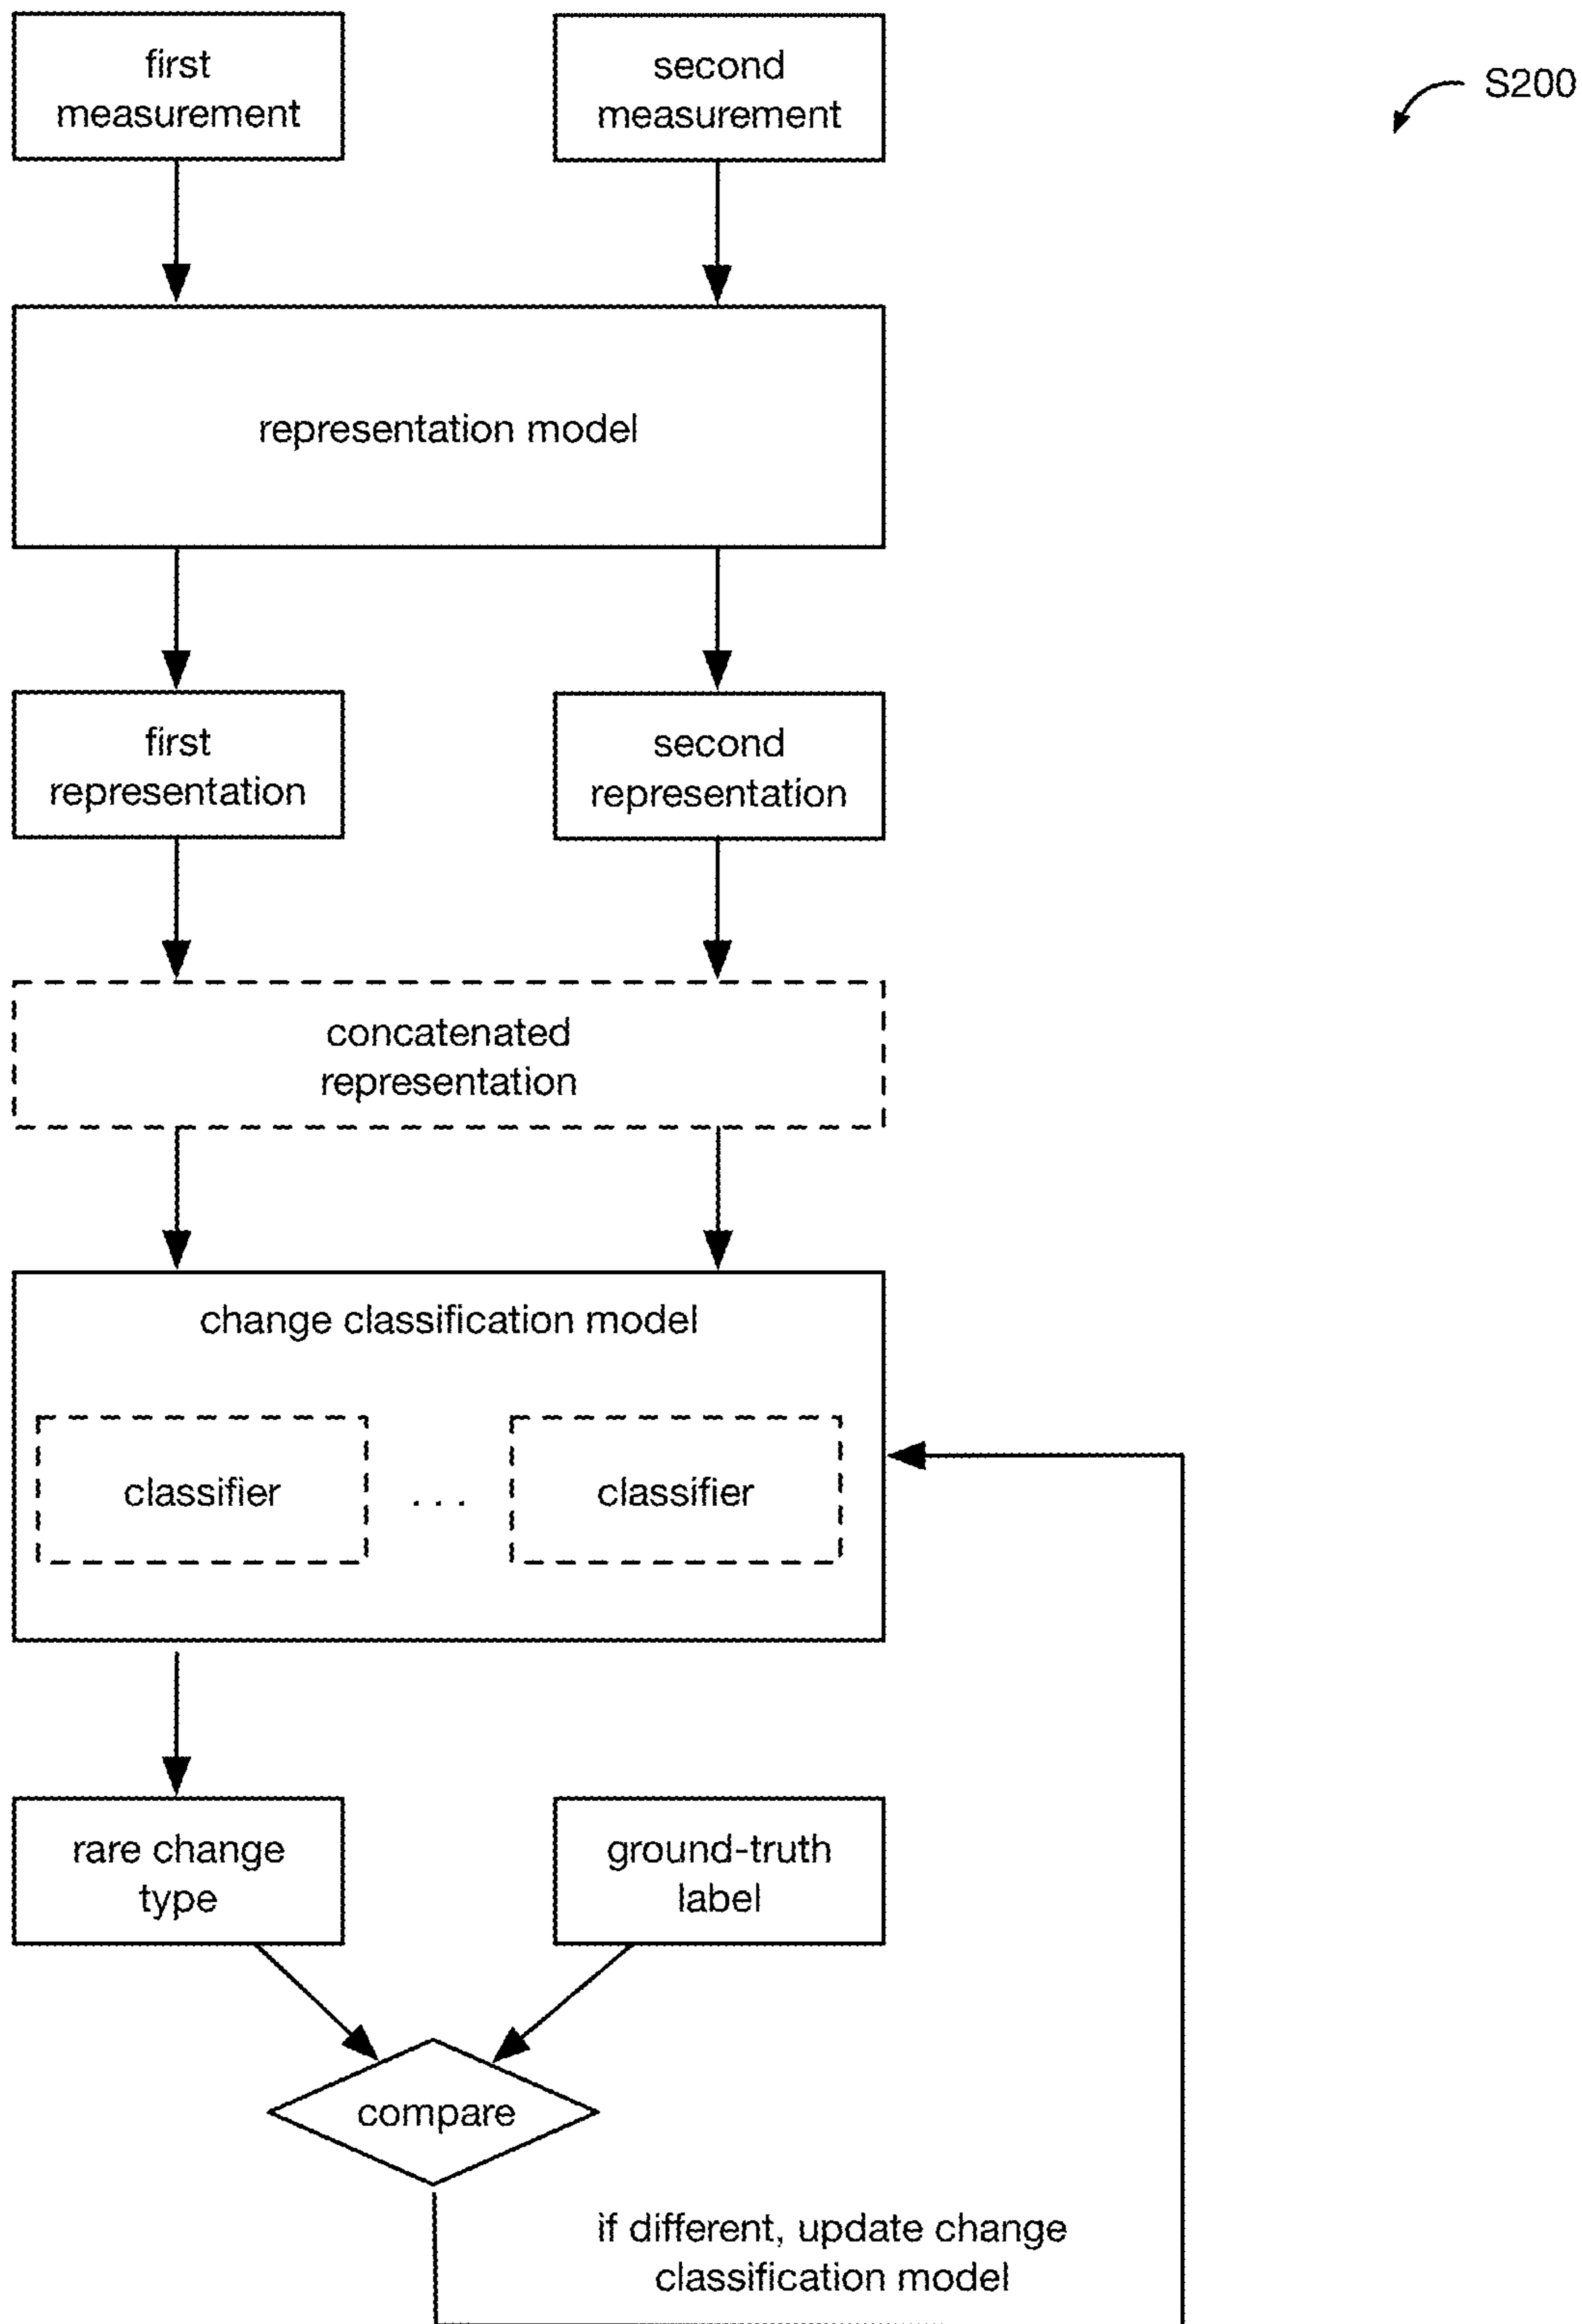 first
measurement
second
measurement
S200
representation model
first
representation
second
representation
concatenated
representation
change classification model
classifier
. . .
classifier
rare change
type
ground-truth
label
compare
if different, update change
classification model